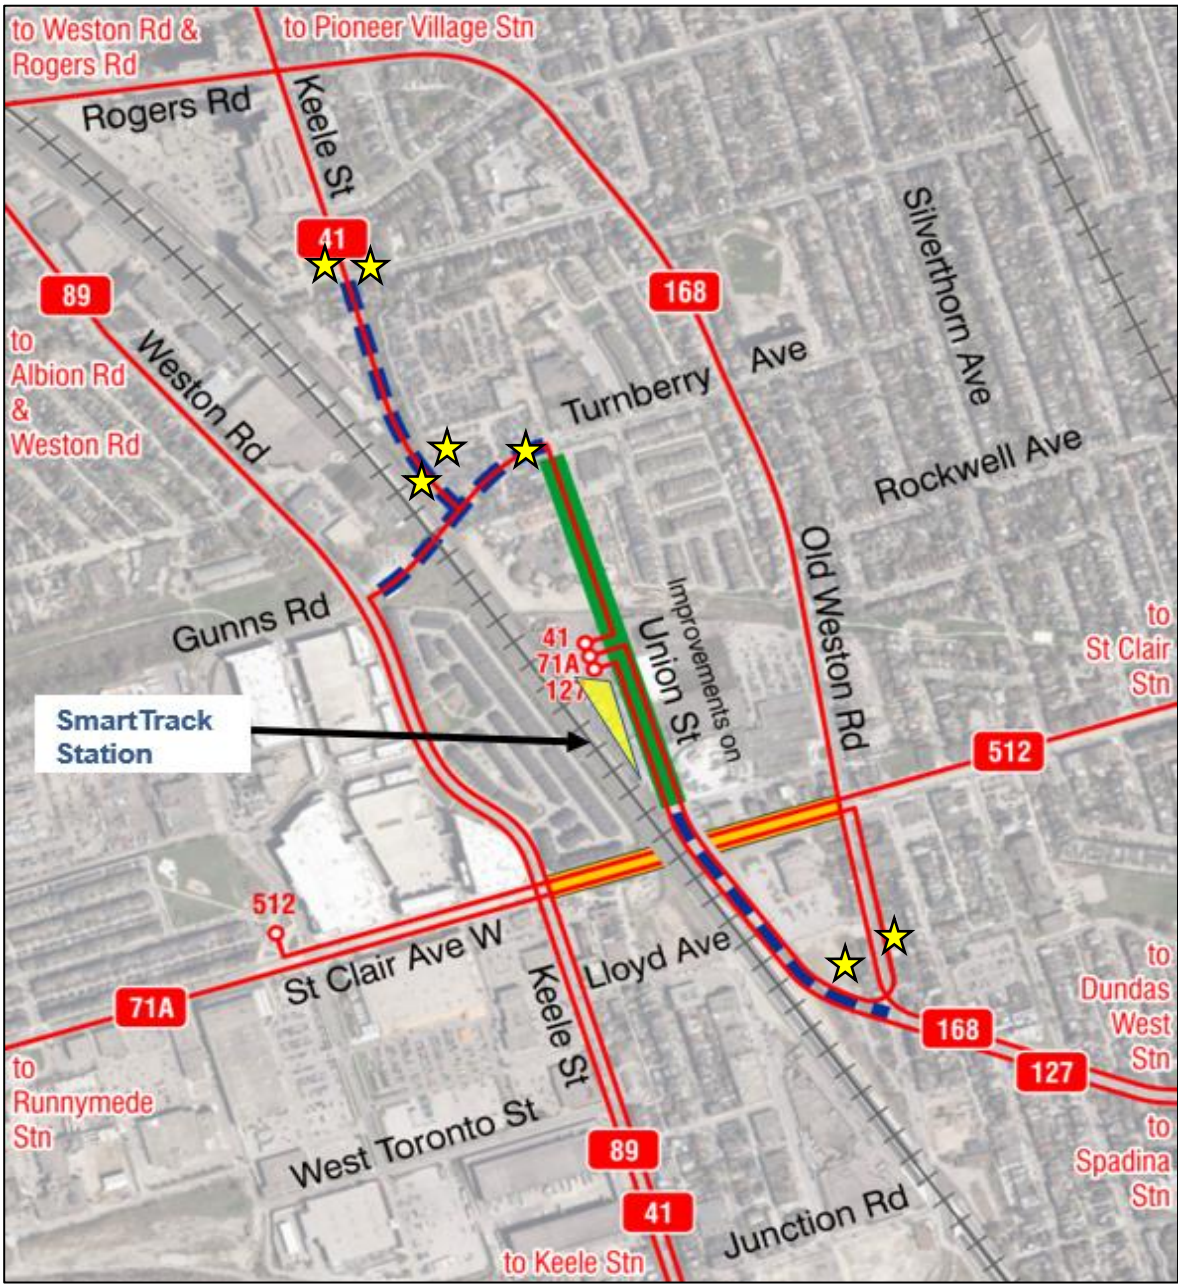 to Weston Rd &
Rogers Rd
to Pioneer Village Stn
Rogers Rd
Keele St
41
89
168
Silverthorn Ave
to
Albion Rd
&
Weston Rd
Weston Rd
Turnberry Ave
Rockwell Ave
Old Weston Rd
Gunns Rd
Improvements on
Union St
41
71A
127
to
St Clair
Stn
SmartTrack
Station
512
512
St Clair Ave W
Lloyd Ave
Keele St
71A
to
Dundas
West
Stn
168
127
to
Runnymede
Stn
West Toronto St
89
to
Spadina
Stn
41
Junction Rd
to Keele Stn